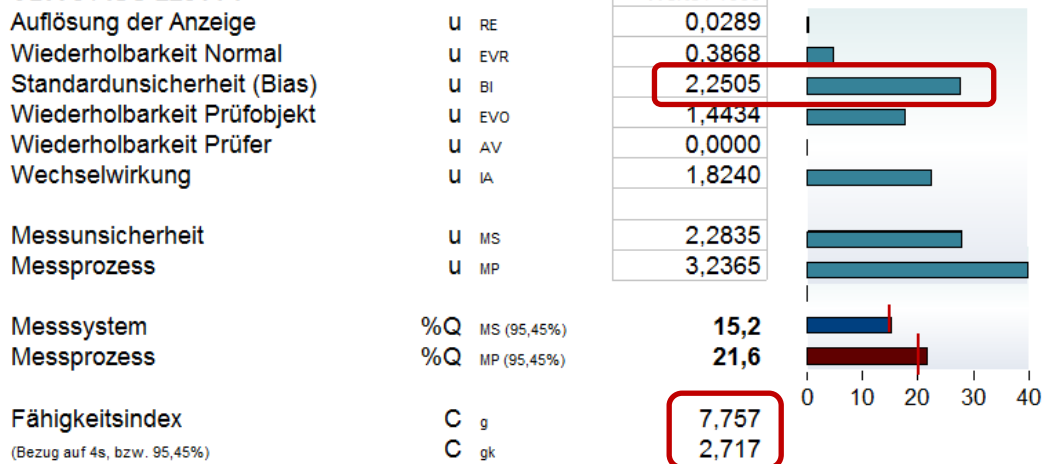 Auflösung der Anzeige u RE 0,0289
Wiederholbarkeit Normal u EVR 0,3868
Standardunsicherheit (Bias) u BI 2,2505
Wiederholbarkeit Prüfobjekt u EVO 1,4434
Wiederholbarkeit Prüfer u AV 0,0000
Wechselwirkung u IA 1,8240
Messunsicherheit u MS 2,2835
Messprozess u MP 3,2365
Messsystem %Q MS (95,45%) 15,2
Messprozess %Q MP (95,45%) 21,6
0 10 20 30 40
Fähigkeitsindex C g 7,757
(Bezug auf 4s, bzw. 95,45%) C gk 2,717